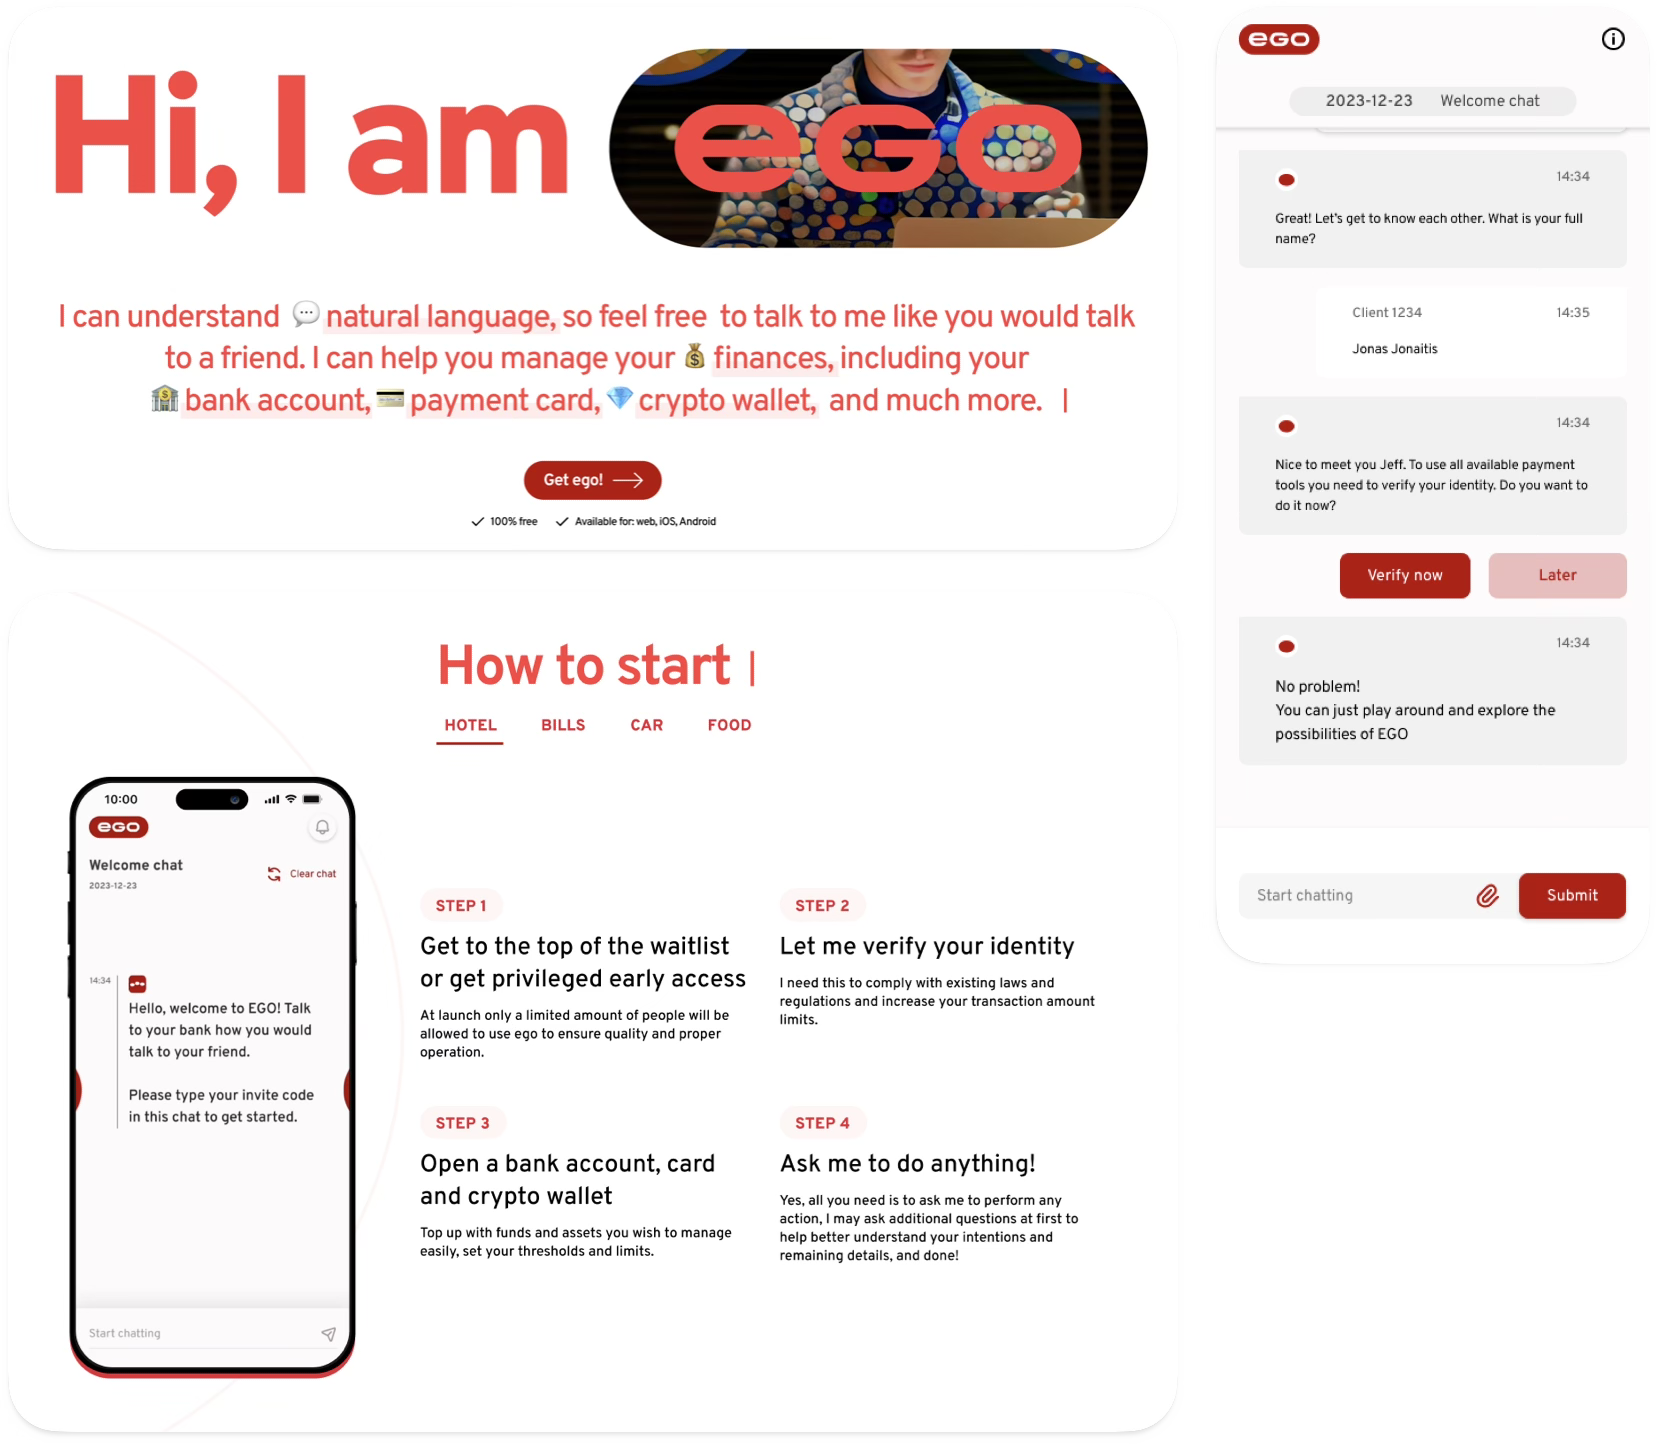 Hi, I am
eGO
I can understand 💬 natural language, so feel free to talk to me like you would talk
to a friend. I can help you manage your 💰 finances, including your
🏦 bank account, 💳 payment card, 💎 crypto wallet, and much more. |
Get ego!
100% free Available for: web, iOS, Android
How to start |
HOTEL BILLS CAR FOOD
10:00
eGO
Welcome chat
2023-12-23
Clear chat
14:34
Hello, welcome to EGO! Talk
to your bank how you would
talk to your friend.
Please type your invite code
in this chat to get started.
Start chatting
STEP 1
Get to the top of the waitlist
or get privileged early access
At launch only a limited amount of people will be
allowed to use ego to ensure quality and proper
operation.
STEP 2
Let me verify your identity
I need this to comply with existing laws and
regulations and increase your transaction amount
limits.
STEP 3
Open a bank account, card
and crypto wallet
Top up with funds and assets you wish to manage
easily, set your thresholds and limits.
STEP 4
Ask me to do anything!
Yes, all you need is to ask me to perform any
action, I may ask additional questions at first to
help better understand your intentions and
remaining details, and done!
eGO
2023-12-23 Welcome chat
14:34
Great! Let's get to know each other. What is your full
name?
Client 1234 14:35
Jonas Jonaitis
14:34
Nice to meet you Jeff. To use all available payment
tools you need to verify your identity. Do you want to
do it now?
Verify now Later
14:34
No problem!
You can just play around and explore the
possibilities of EGO
Start chatting Submit